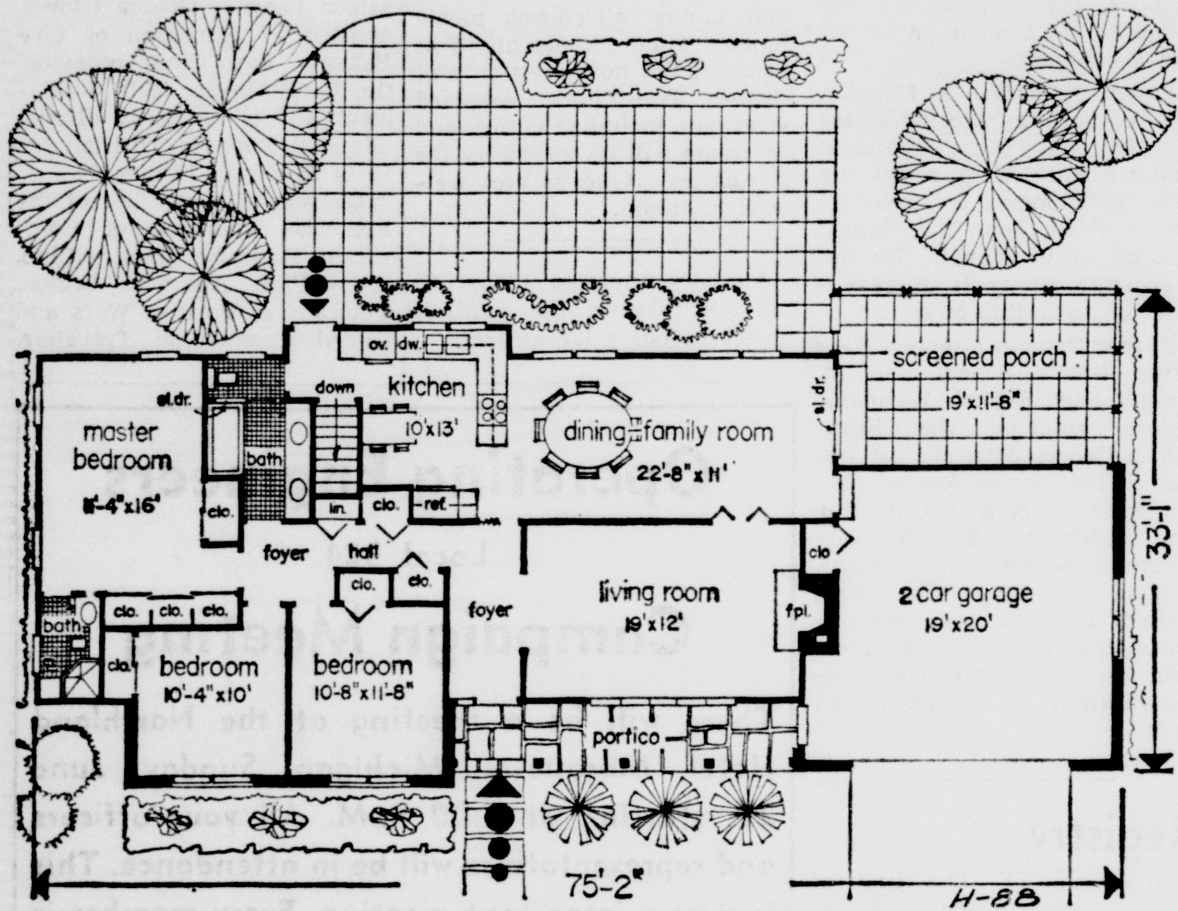 screened porch
19'x11'-8"
ov.
dw.
down
kitchen
10'x13'
sl.dr.
sl.dr.
dining-family room
22'-8" x 11'
master
bedroom
11'-4"x16'
bath
clo.
lin.
clo.
ref.
foyer
hall
clo.
clo.
foyer
living room
19'x12'
fpl.
clo
2 car garage
19'x20'
33'-1"
bath
clo.
clo.
clo.
clo.
bedroom
10'-4"x10'
bedroom
10'-8"x11'-8"
portico
75'-2"
H-88